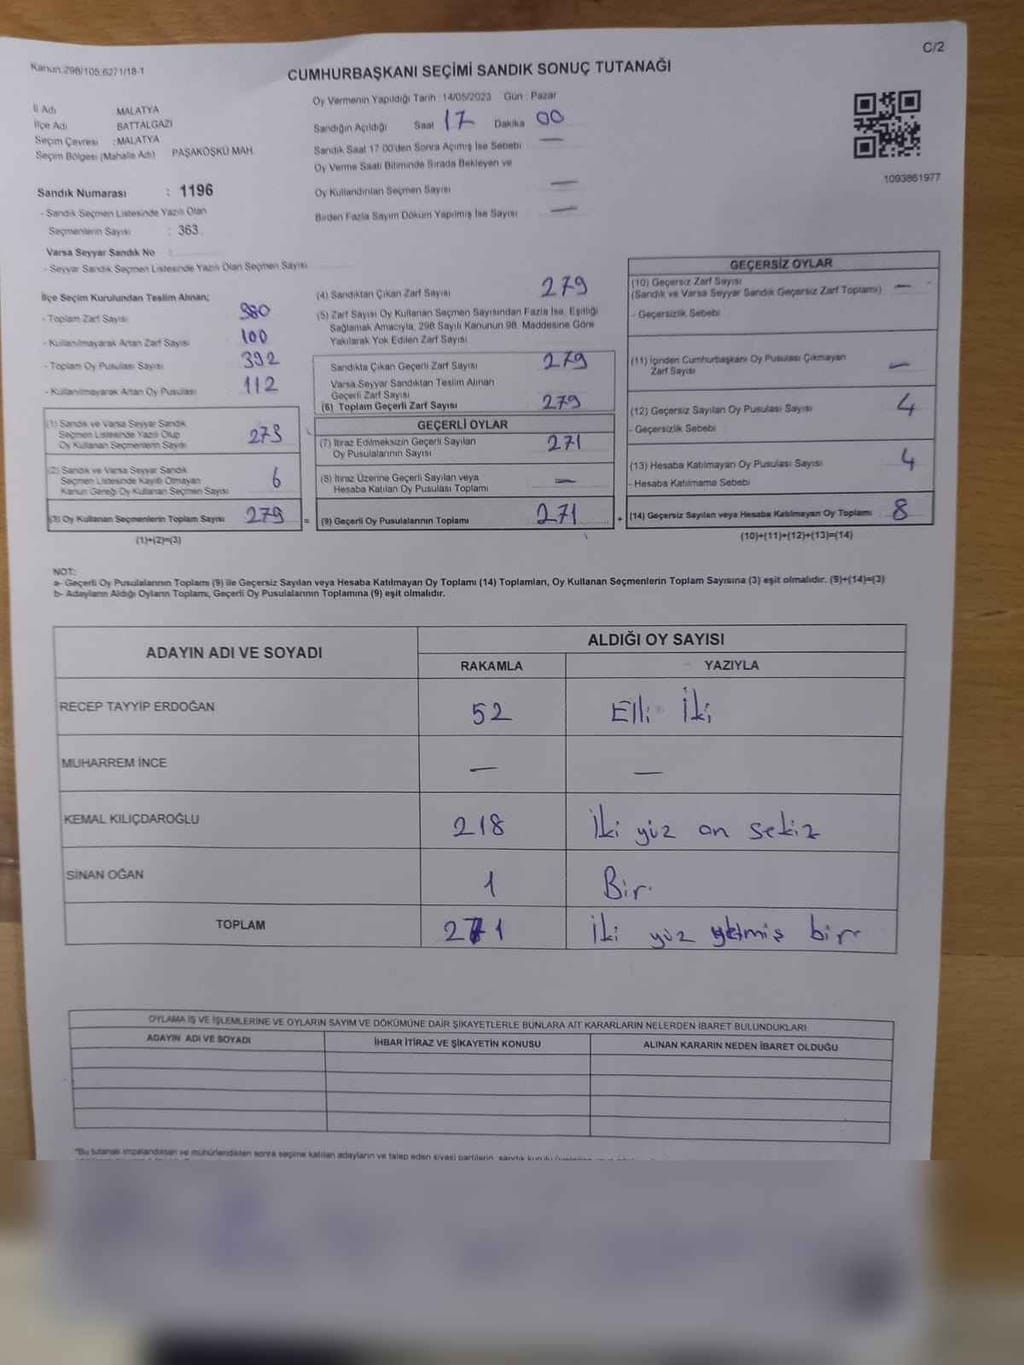 C/2
Kanun:298/105;6271/18-1
CUMHURBAŞKANI SEÇİMİ SANDIK SONUÇ TUTANAĞI
İl Adı MALATYA
İlçe Adı BATTALGAZİ
Seçim Çevresi : MALATYA
Seçim Bölgesi (Mahalle Adı) PAŞAKÖŞKÜ MAH.
Oy Vermenin Yapıldığı Tarih : 14/05/2023 Gün : Pazar
Sandığın Açıldığı Saat 17 Dakika 00
Sandık Saat 17:00'den Sonra Açılmış İse Sebebi —
Oy Verme Saati Bitiminde Sırada Bekleyen ve
Oy Kullandırılan Seçmen Sayısı —
Birden Fazla Sayım Döküm Yapılmış İse Sayısı —
1093861977
Sandık Numarası : 1196
- Sandık Seçmen Listesinde Yazılı Olan
Seçmenlerin Sayısı : 363
Varsa Seyyar Sandık No :
- Seyyar Sandık Seçmen Listesinde Yazılı Olan Seçmen Sayısı
İlçe Seçim Kurulundan Teslim Alınan;
- Toplam Zarf Sayısı 380
- Kullanılmayarak Artan Zarf Sayısı 100
- Toplam Oy Pusulası Sayısı 392
- Kullanılmayarak Artan Oy Pusulası 112
(1) Sandık ve Varsa Seyyar Sandık
Seçmen Listesinde Yazılı Olup
Oy Kullanan Seçmenlerin Sayısı 273
(2) Sandık ve Varsa Seyyar Sandık
Seçmen Listesinde Kayıtlı Olmayan
Kanun Gereği Oy Kullanan Seçmen Sayısı 6
(3) Oy Kullanan Seçmenlerin Toplam Sayısı 279
(1)+(2)=(3)
(4) Sandıktan Çıkan Zarf Sayısı 279
(5) Zarf Sayısı Oy Kullanan Seçmen Sayısından Fazla İse, Eşitliği
Sağlamak Amacıyla, 298 Sayılı Kanunun 98. Maddesine Göre
Yakılarak Yok Edilen Zarf Sayısı
Sandıkta Çıkan Geçerli Zarf Sayısı 279
Varsa Seyyar Sandıktan Teslim Alınan
Geçerli Zarf Sayısı
(6) Toplam Geçerli Zarf Sayısı 279
GEÇERLİ OYLAR
(7) İtiraz Edilmeksizin Geçerli Sayılan
Oy Pusulalarının Sayısı 271
(8) İtiraz Üzerine Geçerli Sayılan veya
Hesaba Katılan Oy Pusulası Toplamı —
= (9) Geçerli Oy Pusulalarının Toplamı 271
GEÇERSİZ OYLAR
(10) Geçersiz Zarf Sayısı
(Sandık ve Varsa Seyyar Sandık Geçersiz Zarf Toplamı) —
- Geçersizlik Sebebi
(11) İçinden Cumhurbaşkanı Oy Pusulası Çıkmayan
Zarf Sayısı —
(12) Geçersiz Sayılan Oy Pusulası Sayısı 4
- Geçersizlik Sebebi
(13) Hesaba Katılmayan Oy Pusulası Sayısı 4
- Hesaba Katılmama Sebebi
+ (14) Geçersiz Sayılan veya Hesaba Katılmayan Oy Toplamı 8
(10)+(11)+(12)+(13)=(14)
NOT:
a- Geçerli Oy Pusulalarının Toplamı (9) ile Geçersiz Sayılan veya Hesaba Katılmayan Oy Toplamı (14) Toplamları, Oy Kullanan Seçmenlerin Toplam Sayısına (3) eşit olmalıdır. (9)+(14)=(3)
b- Adayların Aldığı Oyların Toplamı, Geçerli Oy Pusulalarının Toplamına (9) eşit olmalıdır.
ADAYIN ADI VE SOYADI ALDIĞI OY SAYISI
RAKAMLA YAZIYLA
RECEP TAYYİP ERDOĞAN 52 Elli İki
MUHARREM İNCE — —
KEMAL KILIÇDAROĞLU 218 İki yüz on sekiz
SİNAN OĞAN 1 Bir
TOPLAM 271 İki yüz yetmiş bir
OYLAMA İŞ VE İŞLEMLERİNE VE OYLARIN SAYIM VE DÖKÜMÜNE DAİR ŞİKAYETLERLE BUNLARA AİT KARARLARIN NELERDEN İBARET BULUNDUKLARI
ADAYIN ADI VE SOYADI İHBAR İTİRAZ VE ŞİKAYETİN KONUSU ALINAN KARARIN NEDEN İBARET OLDUĞU
*Bu tutanak imzalandıktan ve mühürlendikten sonra seçime katılan adayların ve talep eden siyasi partilerin, sandık kurulu